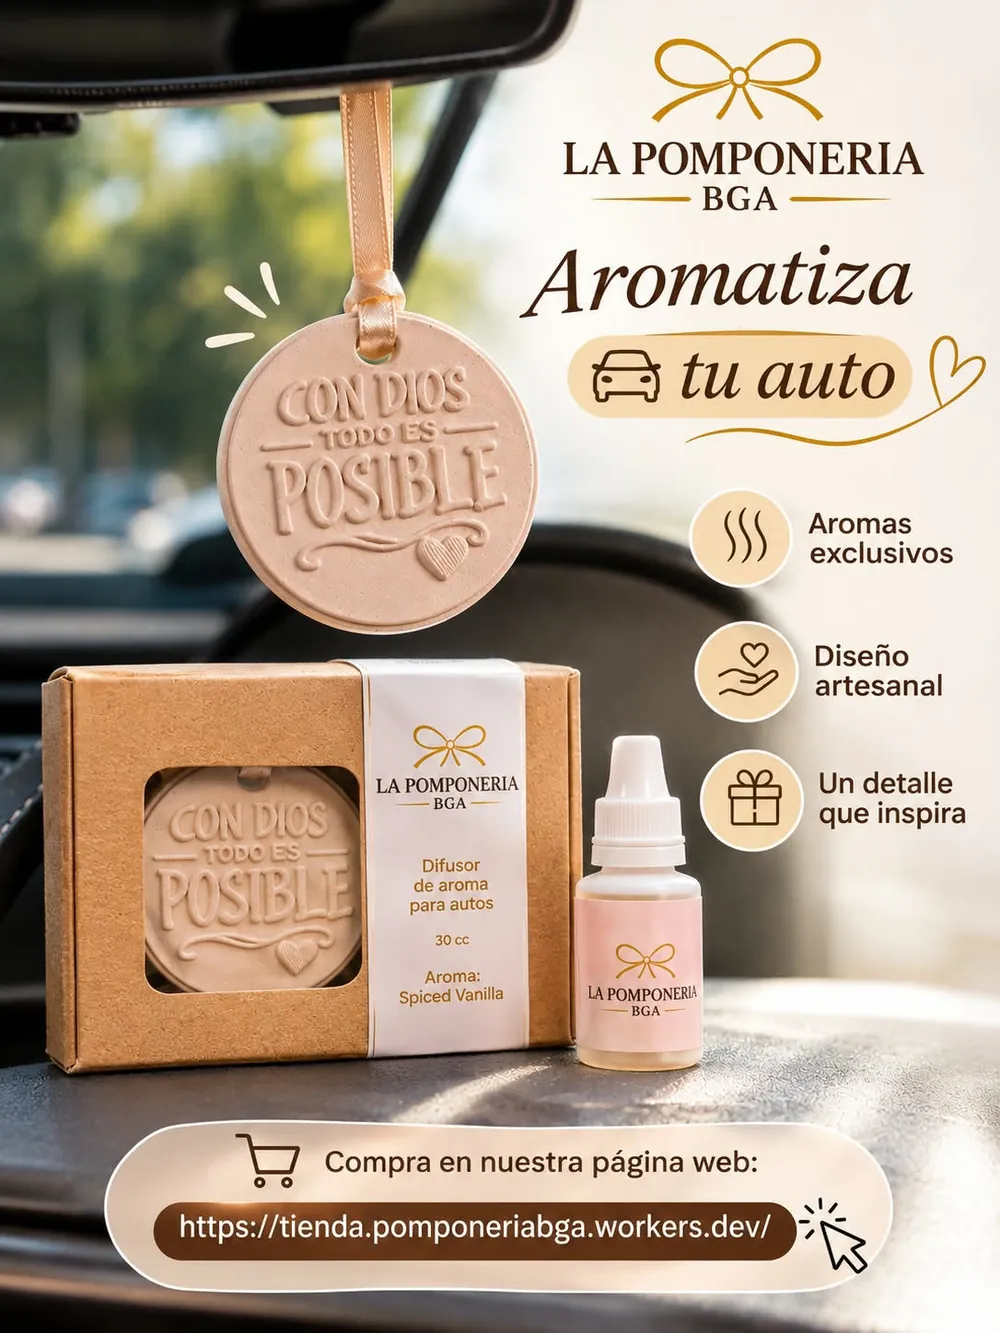 LA POMPONERIA
BGA
Aromatiza
tu auto
CON DIOS
TODO ES
POSIBLE
Aromas
exclusivos
Diseño
artesanal
Un detalle
que inspira
LA POMPONERIA
BGA
Difusor
de aroma
para autos
30 cc
Aroma:
Spiced Vanilla
CON DIOS
TODO ES
POSIBLE
LA POMPONERIA
BGA
Compra en nuestra página web:
https://tienda.pomponeriabga.workers.dev/